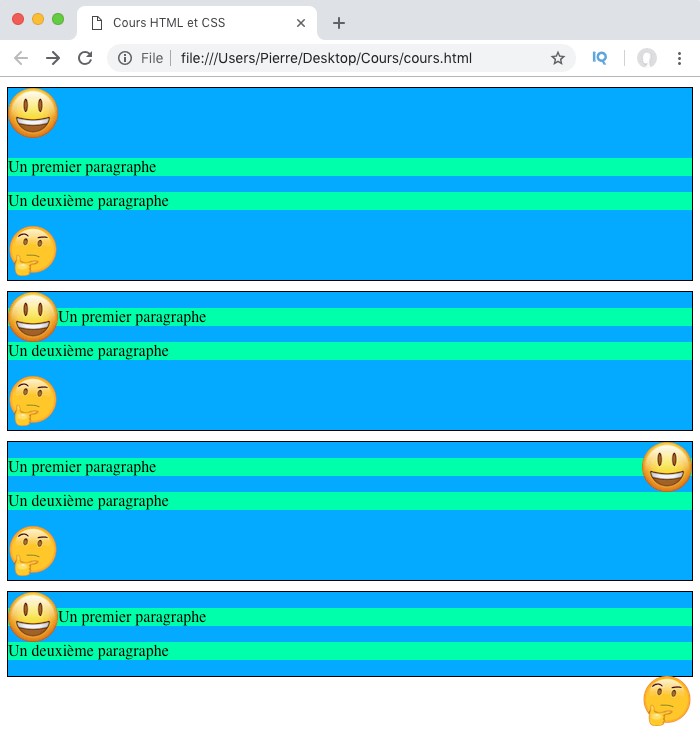 Cours HTML et CSS
File
file:///Users/Pierre/Desktop/Cours/cours.html
IQ
Un premier paragraphe
Un deuxième paragraphe
Un premier paragraphe
Un deuxième paragraphe
Un premier paragraphe
Un deuxième paragraphe
Un premier paragraphe
Un deuxième paragraphe